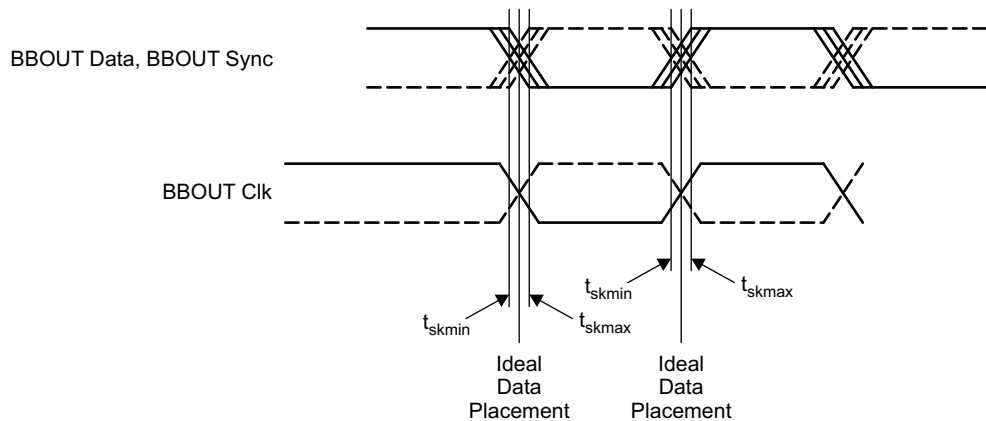 BBOUT Data, BBOUT Sync
BBOUT Clk
tskmin
tskmax
tskmin
tskmax
Ideal
Data
Placement
Ideal
Data
Placement